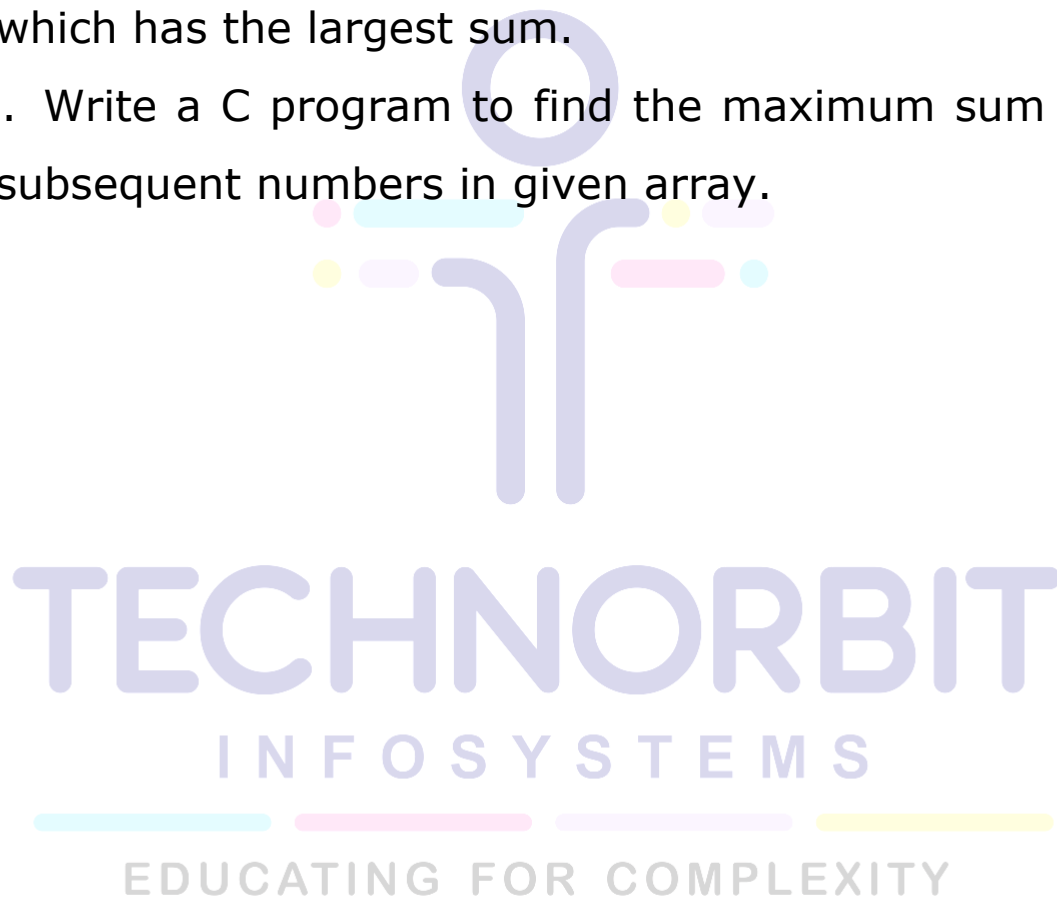 which has the largest sum.
. Write a C program to find the maximum sum
subsequent numbers in given array.
TECHNORBIT
INFOSYSTEMS
EDUCATING FOR COMPLEXITY